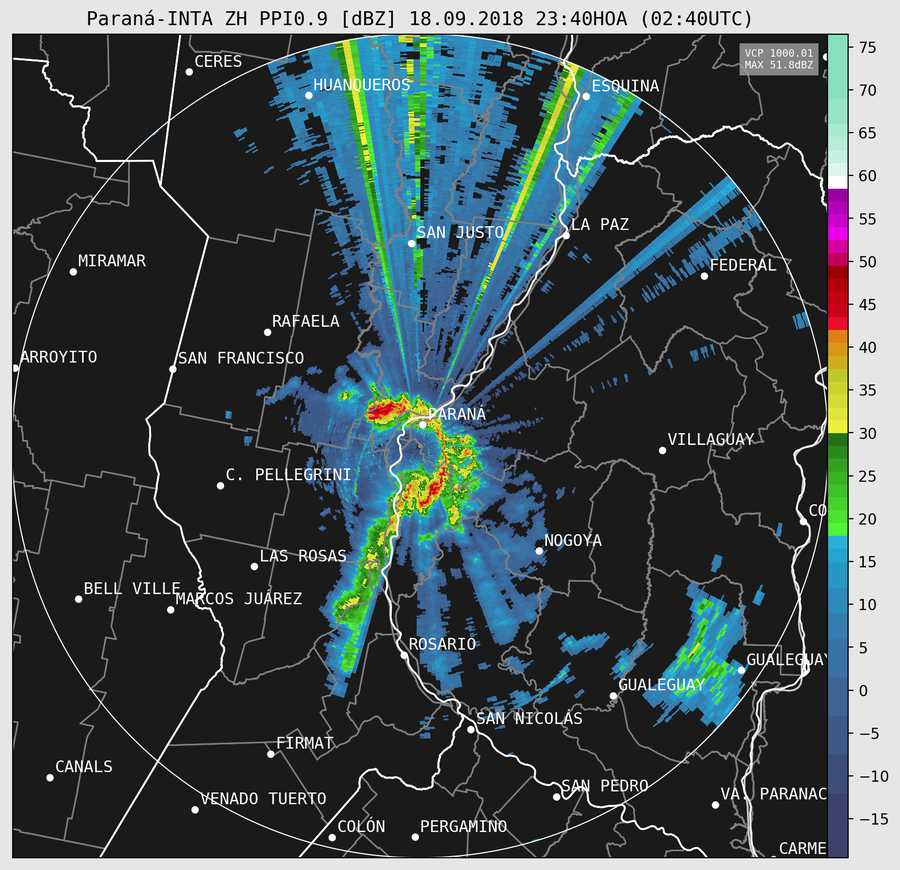 Paraná-INTA ZH PPI0.9 [dBZ] 18.09.2018 23:40HOA (02:40UTC)
VCP 1000.01
MAX 51.8dBZ
CERES
HUANQUEROS
ESQUINA
SAN JUSTO
LA PAZ
MIRAMAR
FEDERAL
RAFAELA
ARROYITO
SAN FRANCISCO
PARANÁ
VILLAGUAY
C. PELLEGRINI
CO
NOGOYA
LAS ROSAS
BELL VILLE
MARCOS JUÁREZ
ROSARIO
GUALEGUAY
GUALEGUAY
SAN NICOLÁS
FIRMAT
CANALS
SAN PEDRO
VENADO TUERTO
VA. PARANAC
COLÓN
PERGAMINO
CARME
75
70
65
60
55
50
45
40
35
30
25
20
15
10
5
0
−5
−10
−15